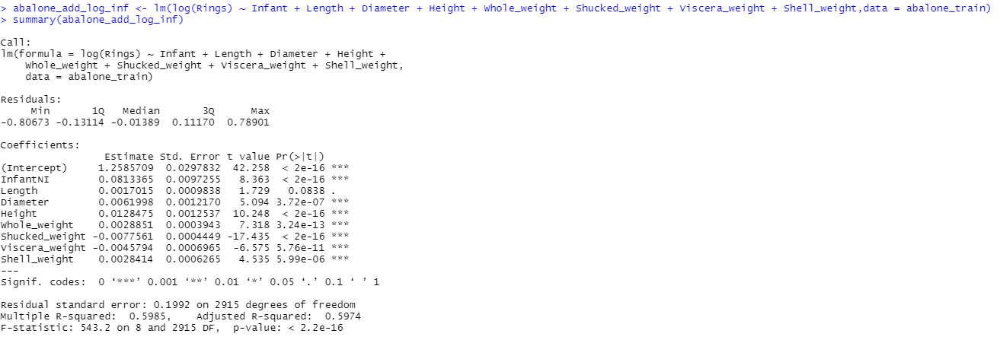 > abalone_add_log_inf <- lm(log(Rings) ~ Infant + Length + Diameter + Height + Whole_weight + Shucked_weight + Viscera_weight + Shell_weight,data = abalone_train)
> summary(abalone_add_log_inf)

Call:
lm(formula = log(Rings) ~ Infant + Length + Diameter + Height +
    Whole_weight + Shucked_weight + Viscera_weight + Shell_weight,
    data = abalone_train)

Residuals:
     Min       1Q   Median       3Q      Max
-0.80673 -0.13114 -0.01389  0.11170  0.78901

Coefficients:
                 Estimate Std. Error t value Pr(>|t|)
(Intercept)     1.2585709  0.0297832  42.258  < 2e-16 ***
InfantNI        0.0813365  0.0097255   8.363  < 2e-16 ***
Length          0.0017015  0.0009838   1.729   0.0838 .
Diameter        0.0061998  0.0012170   5.094 3.72e-07 ***
Height          0.0128475  0.0012537  10.248  < 2e-16 ***
Whole_weight    0.0028851  0.0003943   7.318 3.24e-13 ***
Shucked_weight -0.0077561  0.0004449 -17.435  < 2e-16 ***
Viscera_weight -0.0045794  0.0006965  -6.575 5.76e-11 ***
Shell_weight    0.0028414  0.0006265   4.535 5.99e-06 ***
---
Signif. codes:  0 ‘***’ 0.001 ‘**’ 0.01 ‘*’ 0.05 ‘.’ 0.1 ‘ ’ 1

Residual standard error: 0.1992 on 2915 degrees of freedom
Multiple R-squared:  0.5985,    Adjusted R-squared:  0.5974
F-statistic: 543.2 on 8 and 2915 DF,  p-value: < 2.2e-16